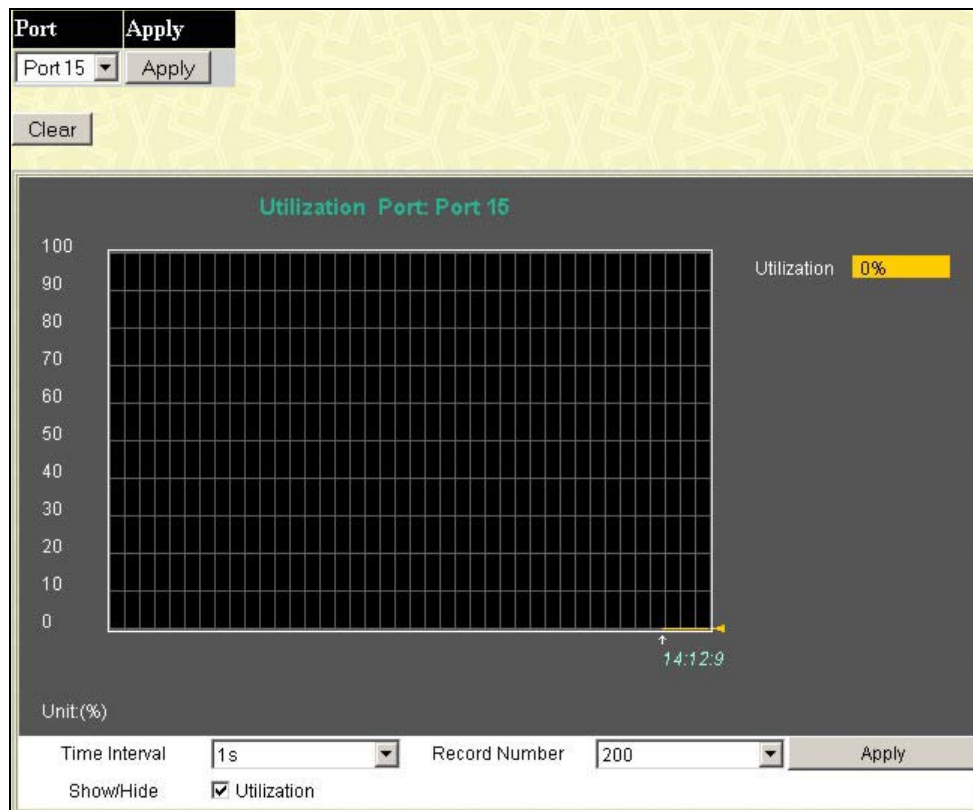 Port Apply
Port 15 Apply
Clear
Utilization Port: Port 15
100
Utilization 0%
90
80
70
60
50
40
30
20
10
0
14:12:9
Unit:(%)
Time Interval 1s Record Number 200 Apply
Show/Hide Utilization